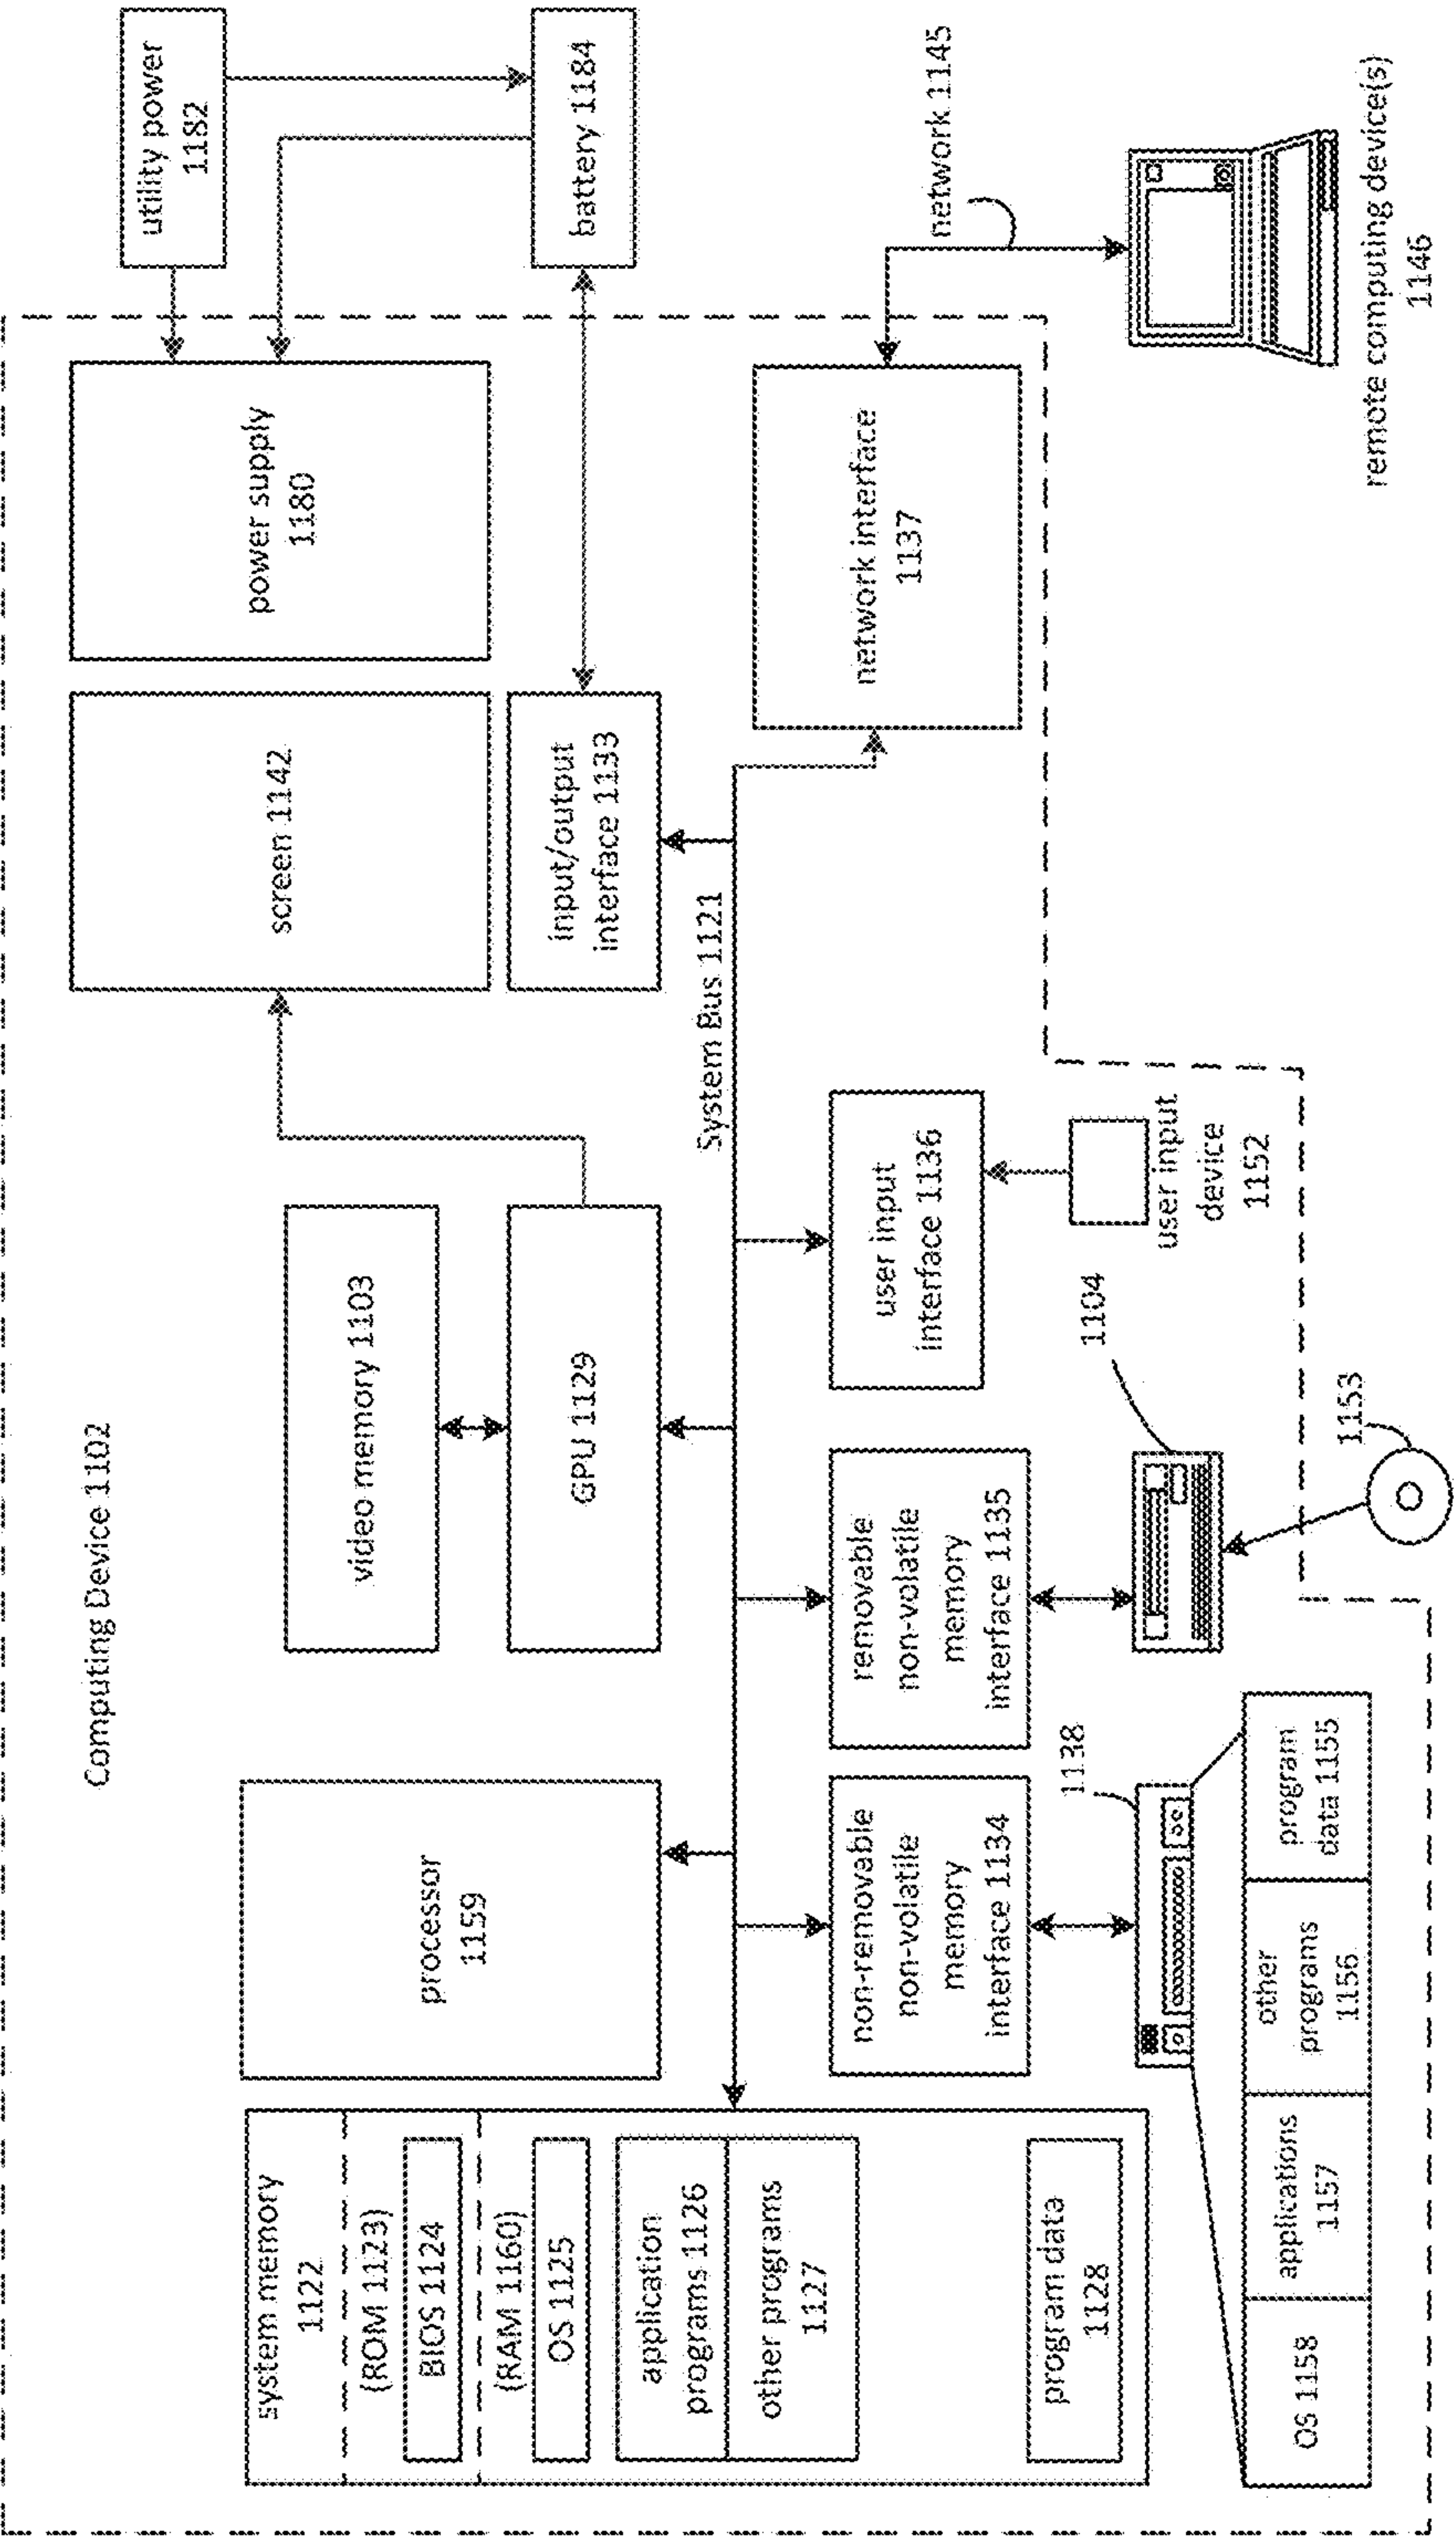 Computing Device 1102
system memory
1122
(ROM 1123)
BIOS 1124
(RAM 1160)
OS 1125
application
programs 1126
other programs
1127
program data
1128
processor
1159
video memory 1103
GPU 1129
screen 1142
power supply
1180
utility power
1182
battery 1184
input/output
interface 1133
System Bus 1121
non-removable
non-volatile
memory
interface 1134
removable
non-volatile
memory
interface 1135
user input
interface 1136
network interface
1137
network 1145
1138
1104
user input
device
1152
1153
remote computing device(s)
1146
OS 1158
applications
1157
other
programs
1156
program
data 1155